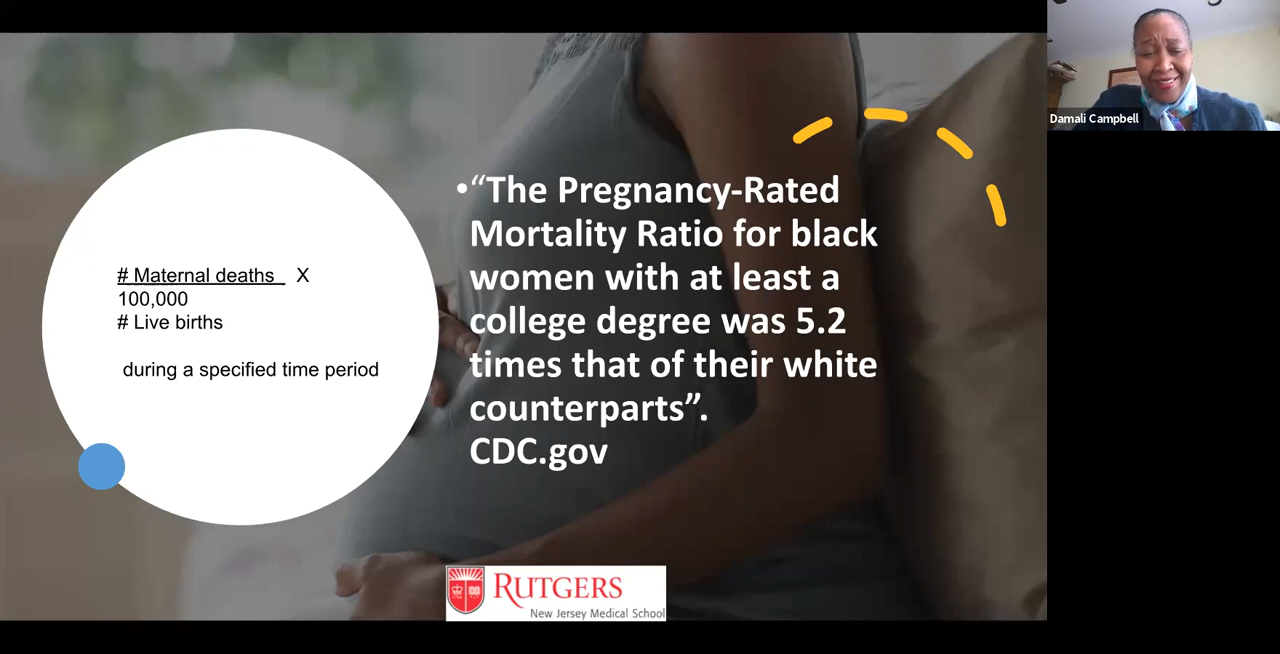 # Maternal deaths   X
100,000
# Live births
during a specified time period
•“The Pregnancy-Rated
Mortality Ratio for black
women with at least a
college degree was 5.2
times that of their white
counterparts”.
CDC.gov
RUTGERS
New Jersey Medical School
Damali Campbell